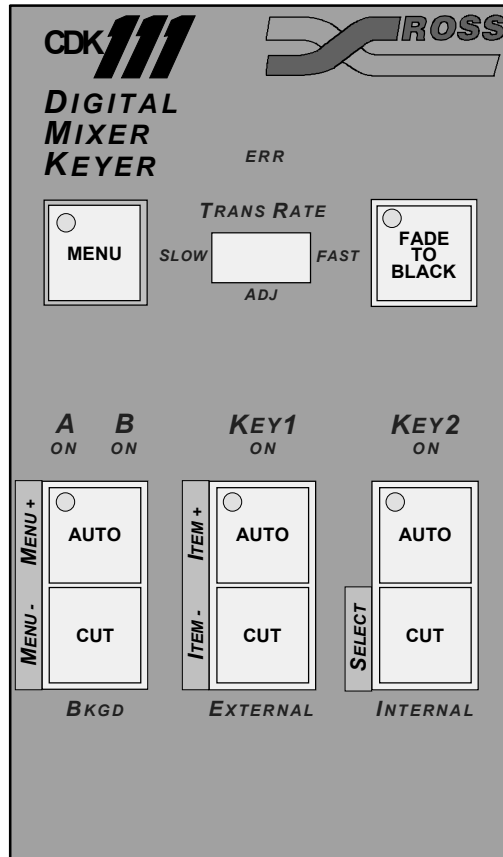 CDK 111
ROSS
DIGITAL
MIXER
KEYER
ERR
TRANS RATE
MENU
SLOW
FAST
FADE
TO
BLACK
ADJ
A B KEY1 KEY2
ON ON ON ON
MENU +
AUTO
ITEM +
AUTO
AUTO
MENU -
CUT
ITEM -
CUT
SELECT
CUT
BKGD EXTERNAL INTERNAL